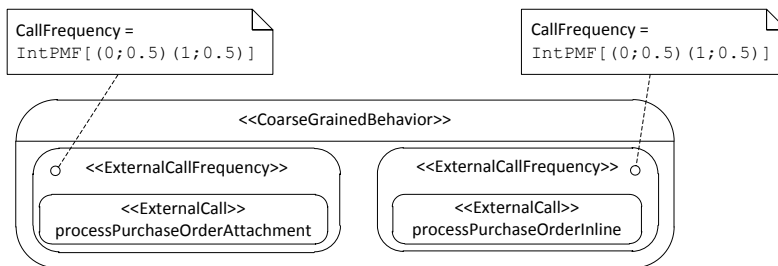 CallFrequency =
IntPMF[(0;0.5)(1;0.5)]
CallFrequency =
IntPMF[(0;0.5)(1;0.5)]
<<CoarseGrainedBehavior>>
<<ExternalCallFrequency>>
<<ExternalCall>>
processPurchaseOrderAttachment
<<ExternalCallFrequency>>
<<ExternalCall>>
processPurchaseOrderInline